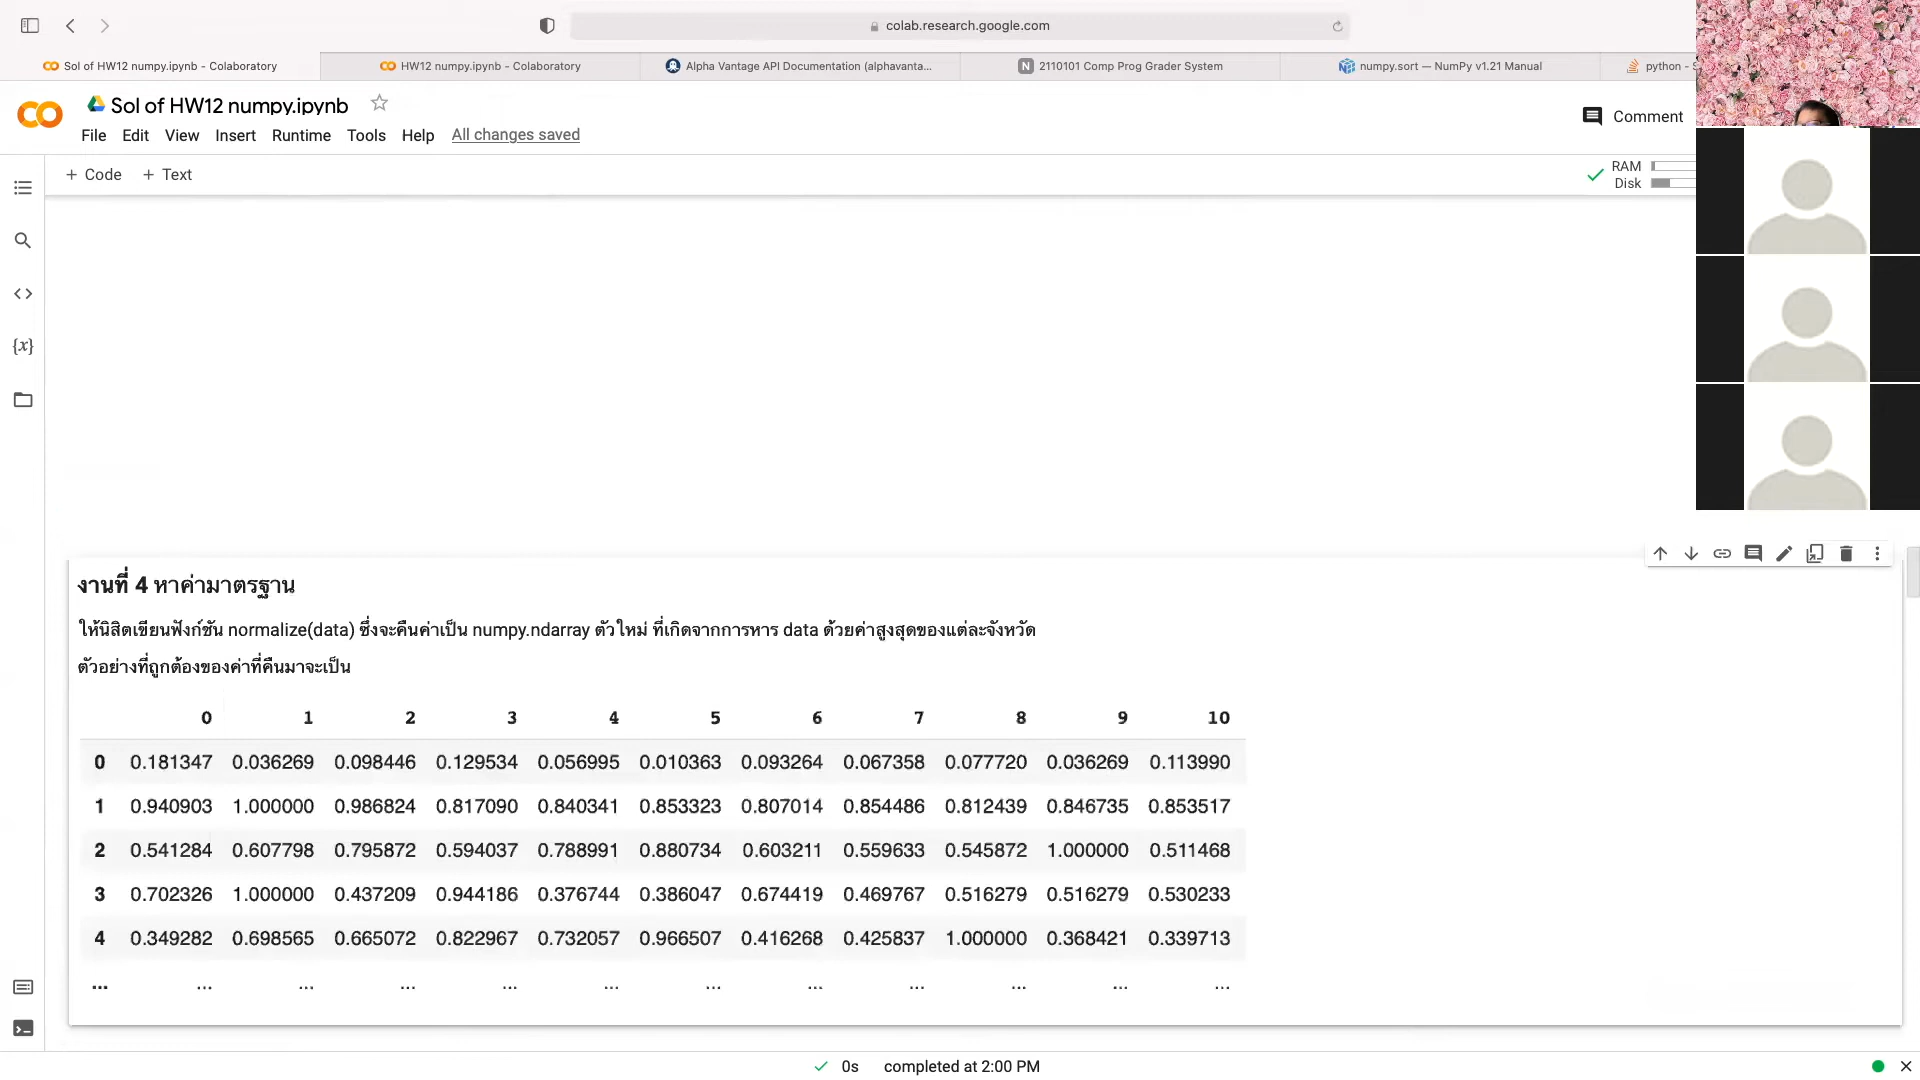 colab.research.google.com
Sol of HW12 numpy.ipynb - Colaboratory
HW12 numpy.ipynb - Colaboratory
Alpha Vantage API Documentation (alphavanta...
N 2110101 Comp Prog Grader System
numpy.sort — NumPy v1.21 Manual
python - S
Sol of HW12 numpy.ipynb
Comment
File Edit View Insert Runtime Tools Help All changes saved
+ Code + Text
RAM
Disk
{x}
งานที่ 4 หาค่ามาตรฐาน
ให้นิสิตเขียนฟังก์ชัน normalize(data) ซึ่งจะคืนค่าเป็น numpy.ndarray ตัวใหม่ ที่เกิดจากการหาร data ด้วยค่าสูงสุดของแต่ละจังหวัด
ตัวอย่างที่ถูกต้องของค่าที่คืนมาจะเป็น
0 1 2 3 4 5 6 7 8 9 10
0 0.181347 0.036269 0.098446 0.129534 0.056995 0.010363 0.093264 0.067358 0.077720 0.036269 0.113990
1 0.940903 1.000000 0.986824 0.817090 0.840341 0.853323 0.807014 0.854486 0.812439 0.846735 0.853517
2 0.541284 0.607798 0.795872 0.594037 0.788991 0.880734 0.603211 0.559633 0.545872 1.000000 0.511468
3 0.702326 1.000000 0.437209 0.944186 0.376744 0.386047 0.674419 0.469767 0.516279 0.516279 0.530233
4 0.349282 0.698565 0.665072 0.822967 0.732057 0.966507 0.416268 0.425837 1.000000 0.368421 0.339713
... ... ... ... ... ... ... ... ... ... ... ...
0s completed at 2:00 PM